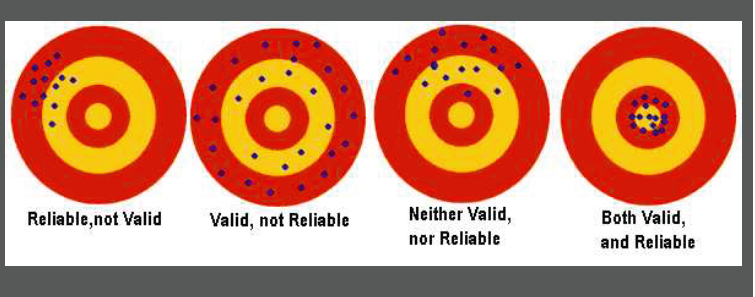 Reliable,not Valid
Valid, not Reliable
Neither Valid,
nor Reliable
Both Valid,
and Reliable